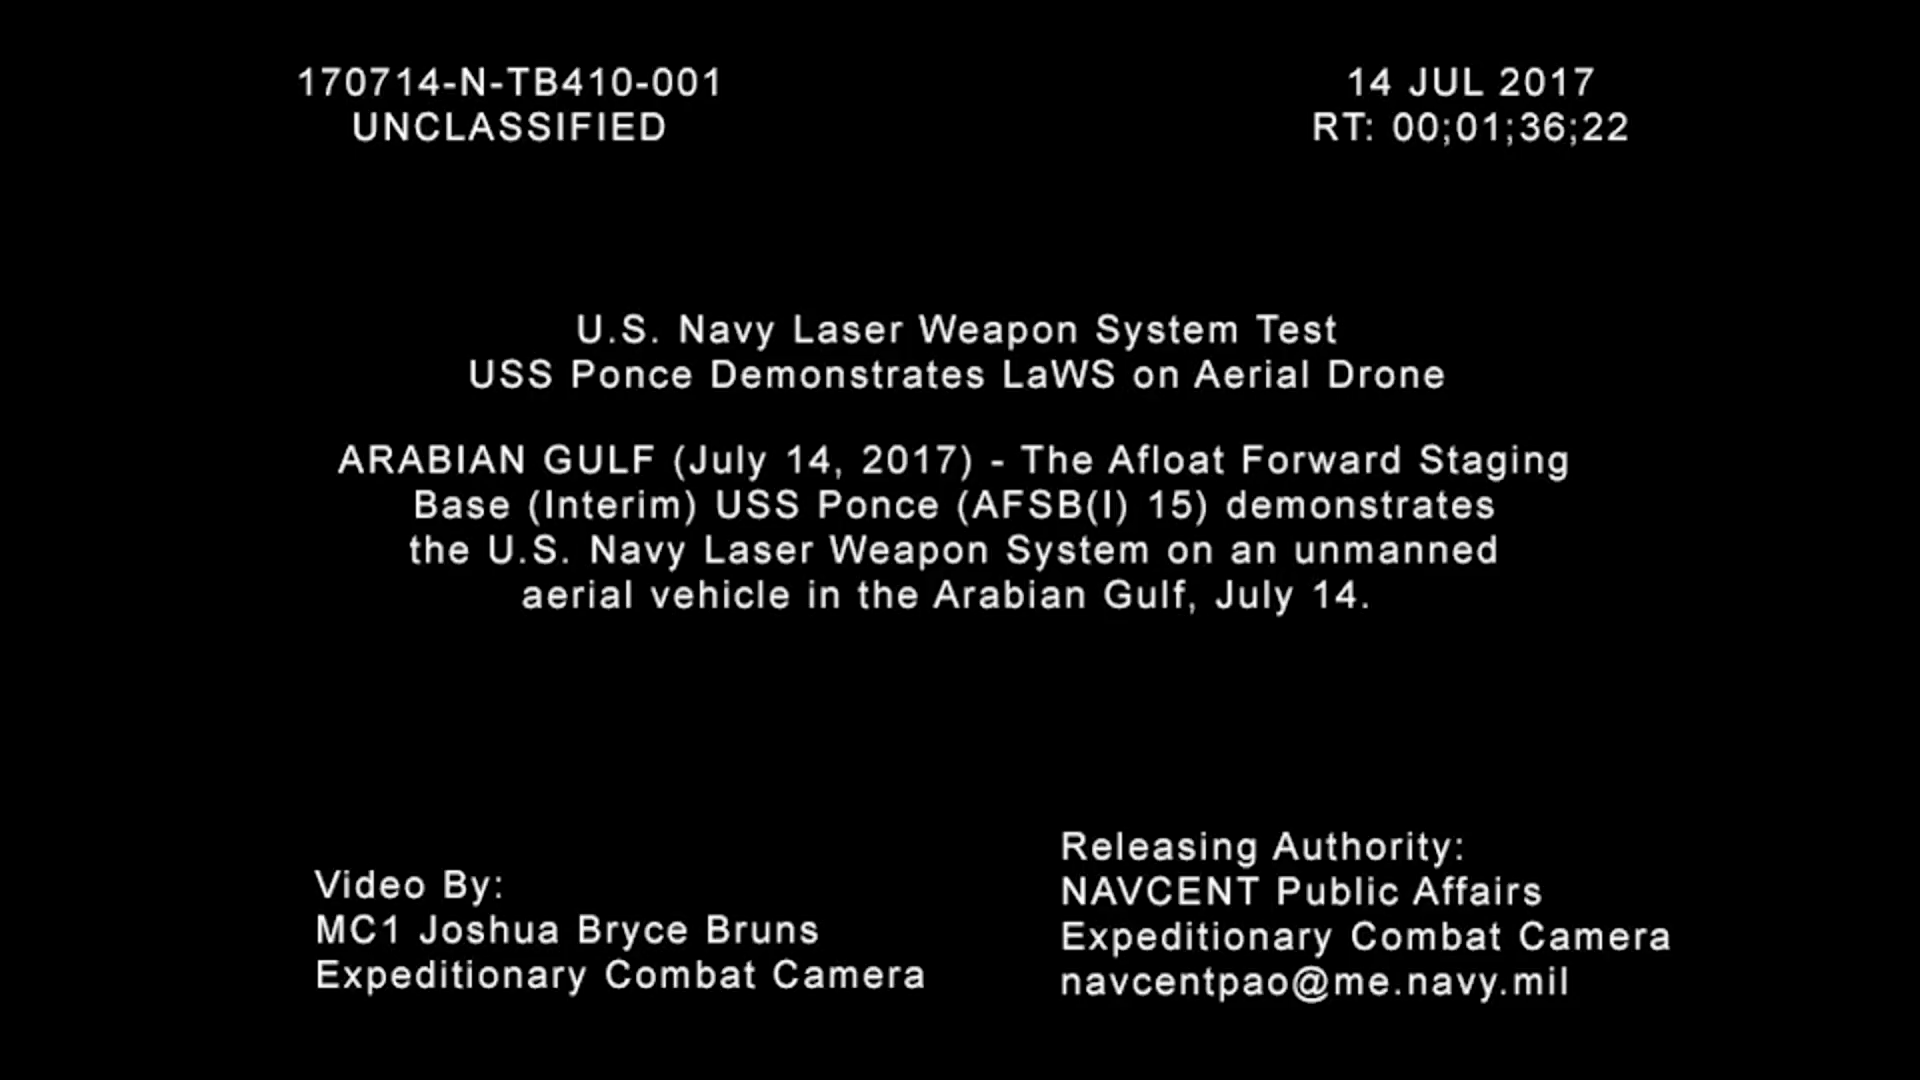 170714-N-TB410-001
UNCLASSIFIED
14 JUL 2017
RT: 00;01;36;22
U.S. Navy Laser Weapon System Test
USS Ponce Demonstrates LaWS on Aerial Drone
ARABIAN GULF (July 14, 2017) - The Afloat Forward Staging
Base (Interim) USS Ponce (AFSB(I) 15) demonstrates
the U.S. Navy Laser Weapon System on an unmanned
aerial vehicle in the Arabian Gulf, July 14.
Video By:
MC1 Joshua Bryce Bruns
Expeditionary Combat Camera
Releasing Authority:
NAVCENT Public Affairs
Expeditionary Combat Camera
navcentpao@me.navy.mil